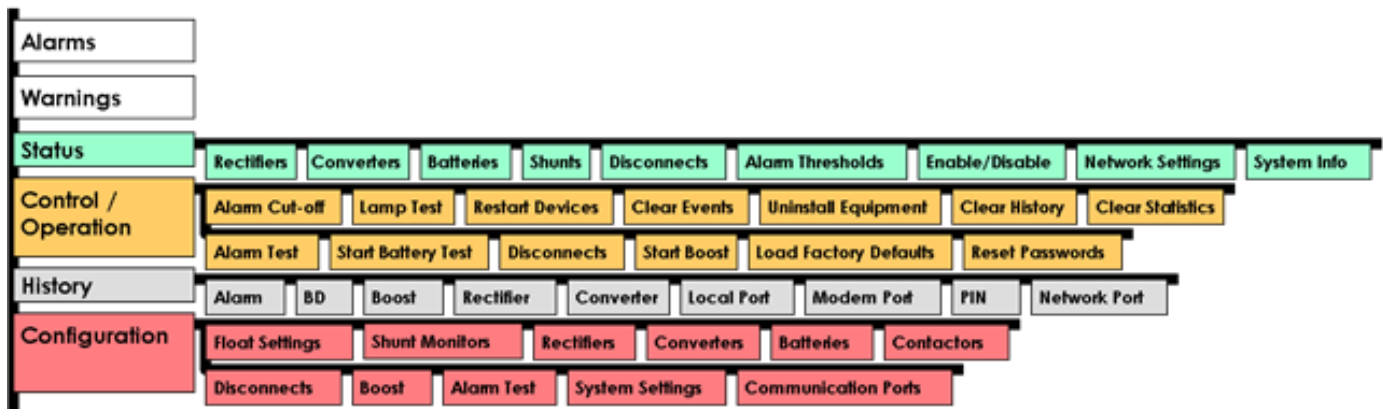 Alarms
Warnings
Status
Rectifiers Converters Batteries Shunts Disconnects Alarm Thresholds Enable/Disable Network Settings System Info
Control /
Operation
Alarm Cut-off Lamp Test Restart Devices Clear Events Uninstall Equipment Clear History Clear Statistics
Alarm Test Start Battery Test Disconnects Start Boost Load Factory Defaults Reset Passwords
History
Alarm BD Boost Rectifier Converter Local Port Modem Port PIN Network Port
Configuration
Float Settings Shunt Monitors Rectifiers Converters Batteries Contactors
Disconnects Boost Alarm Test System Settings Communication Ports